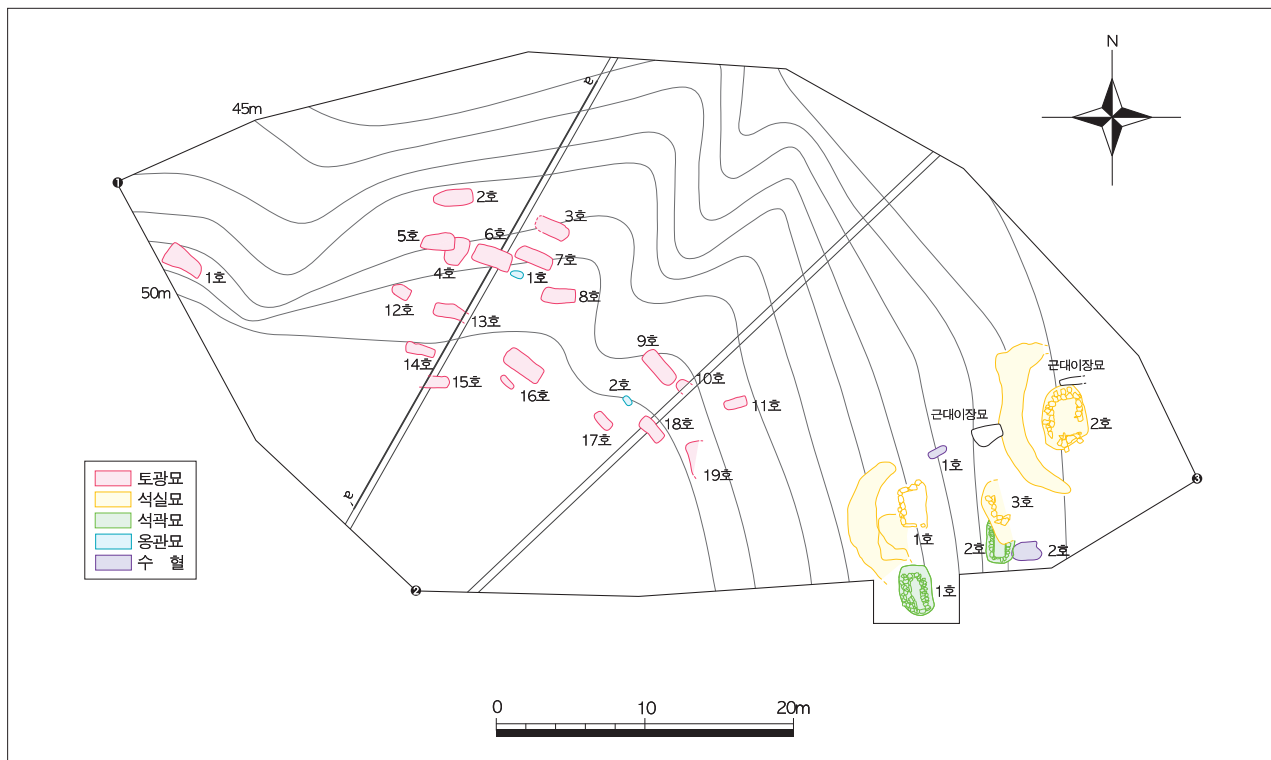 N
45m
a
❶
2호
3호
6호
5호
4호
7호
1호
1호
50m
12호
8호
13호
14호
9호
15호
16호
2호
10호
11호
17호
18호
19호
근대이장묘
근대이장묘
2호
1호
❸
3호
1호
2호
2호
1호
a'
❷
토광묘
석실묘
석곽묘
옹관묘
수 혈
0 10 20m